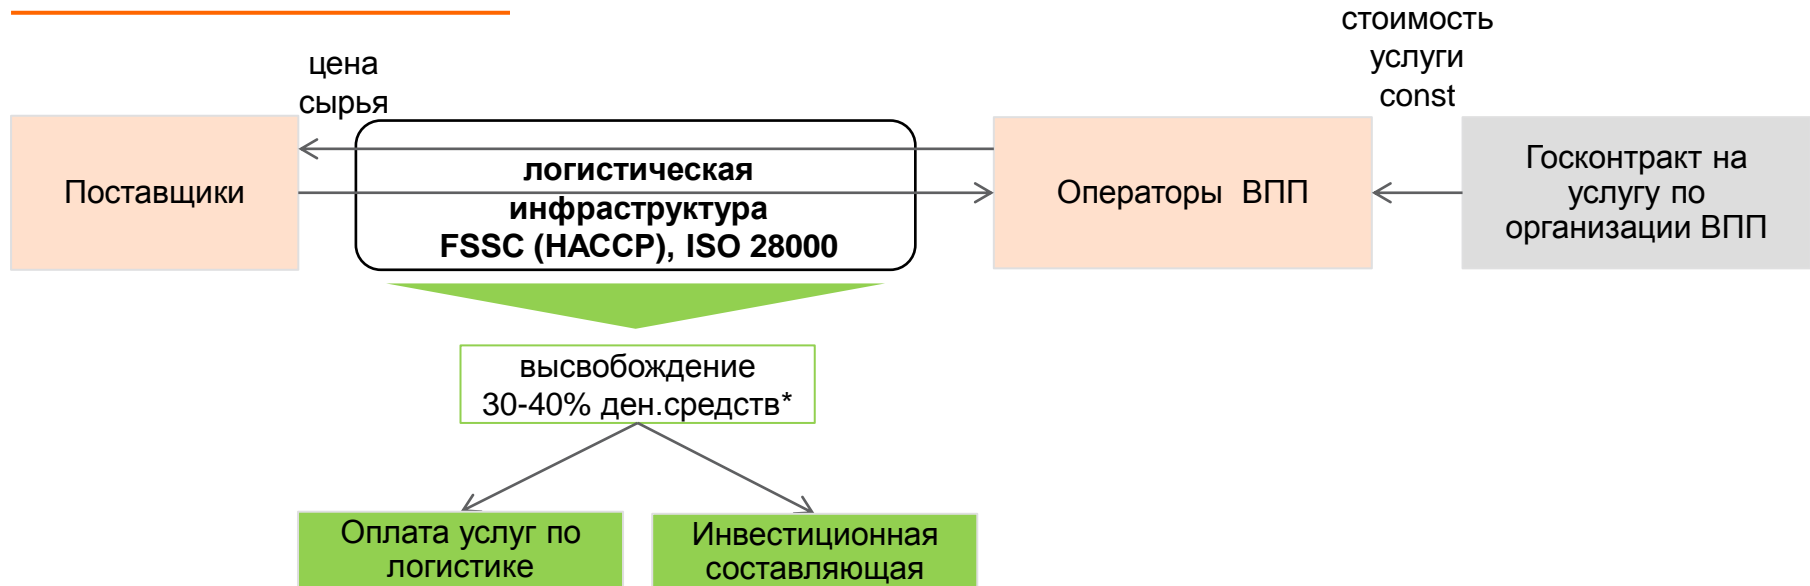 стоимость
услуги
const
цена
сырья
Поставщики
логистическая
инфраструктура
FSSC (НАССР), ISO 28000
Операторы ВПП
Госконтракт на
услугу по
организации ВПП
высвобождение
30-40% ден.средств*
Оплата услуг по
логистике
Инвестиционная
составляющая